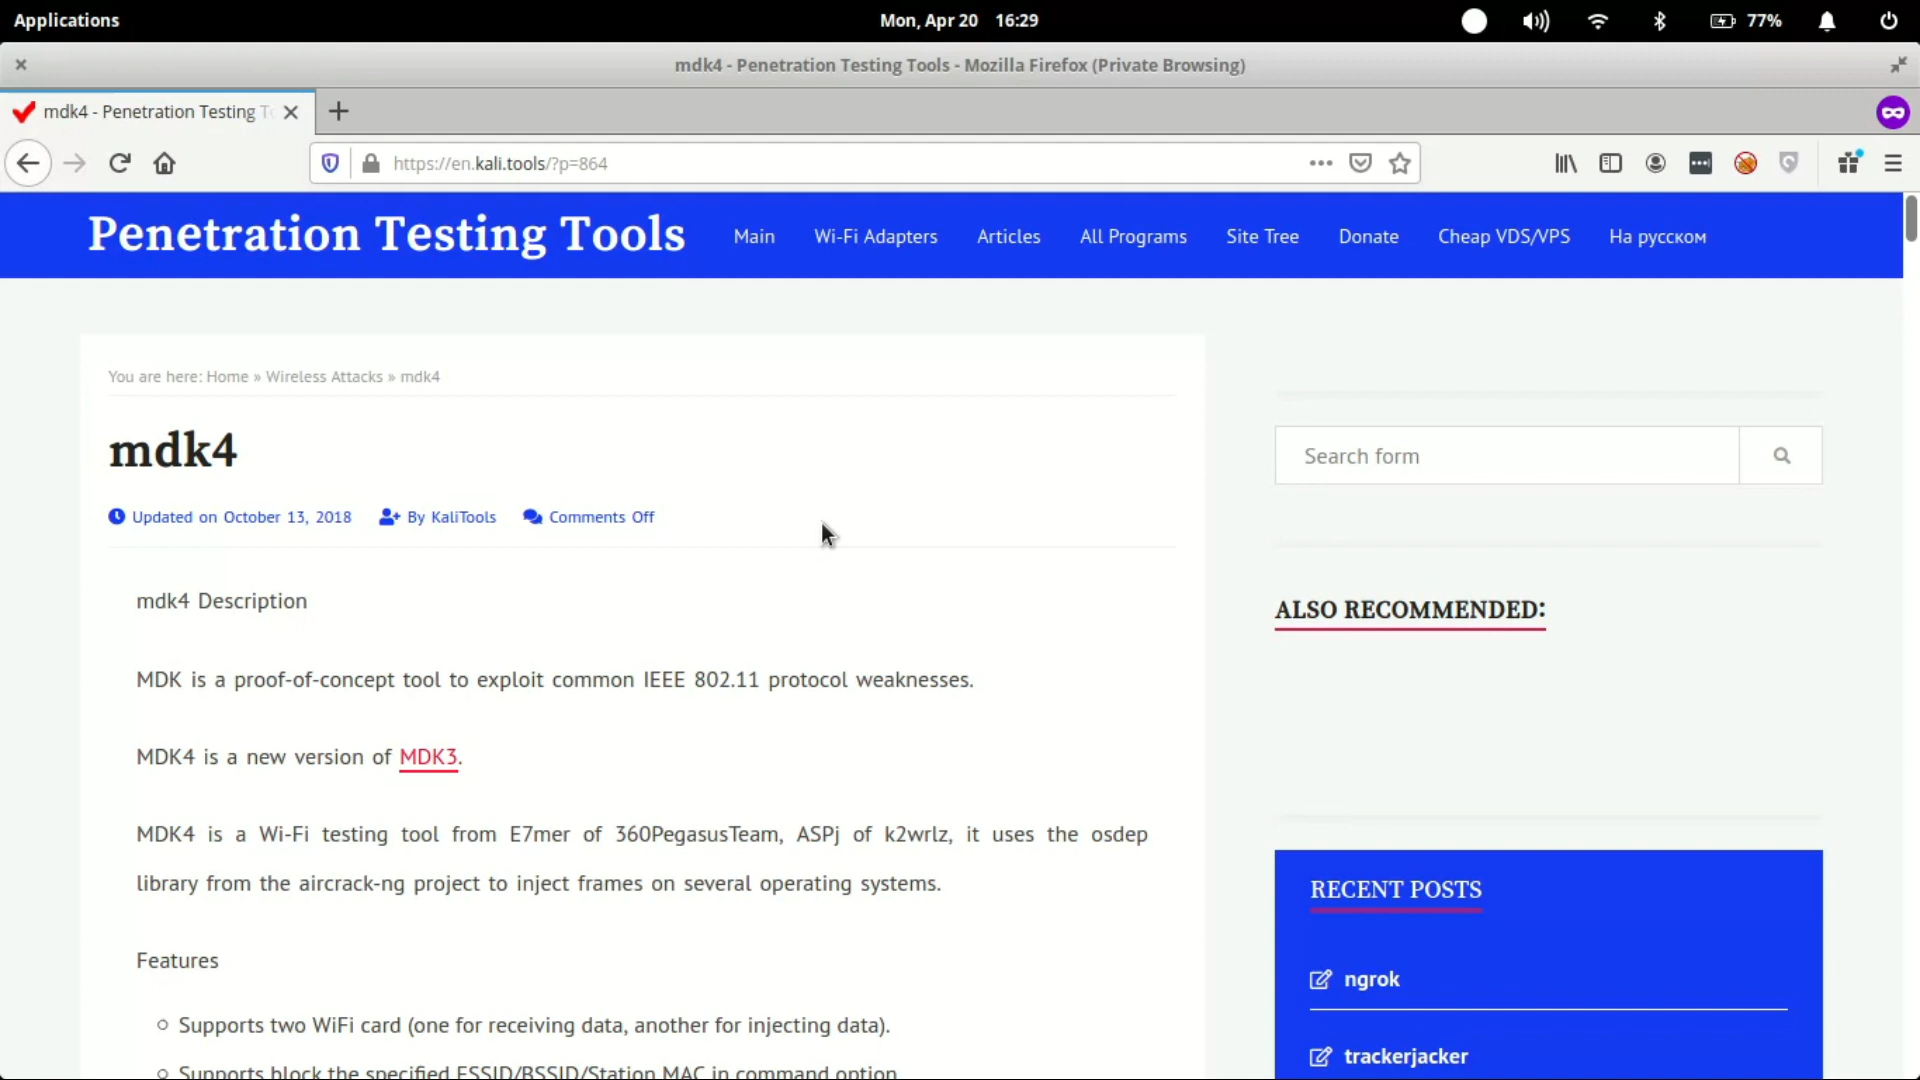 Applications
Mon, Apr 20 16:29
77%
mdk4 - Penetration Testing Tools - Mozilla Firefox (Private Browsing)
mdk4 - Penetration Testing T
https://en.kali.tools/?p=864
Penetration Testing Tools
Main
Wi-Fi Adapters
Articles
All Programs
Site Tree
Donate
Cheap VDS/VPS
На русском
You are here: Home » Wireless Attacks » mdk4
mdk4
Updated on October 13, 2018 By KaliTools Comments Off
mdk4 Description
MDK is a proof-of-concept tool to exploit common IEEE 802.11 protocol weaknesses.
MDK4 is a new version of MDK3.
MDK4 is a Wi-Fi testing tool from E7mer of 360PegasusTeam, ASPj of k2wrlz, it uses the osdep
library from the aircrack-ng project to inject frames on several operating systems.
Features
Supports two WiFi card (one for receiving data, another for injecting data).
Supports block the specified ESSID/BSSID/Station MAC in command option
Search form
ALSO RECOMMENDED:
RECENT POSTS
ngrok
trackerjacker